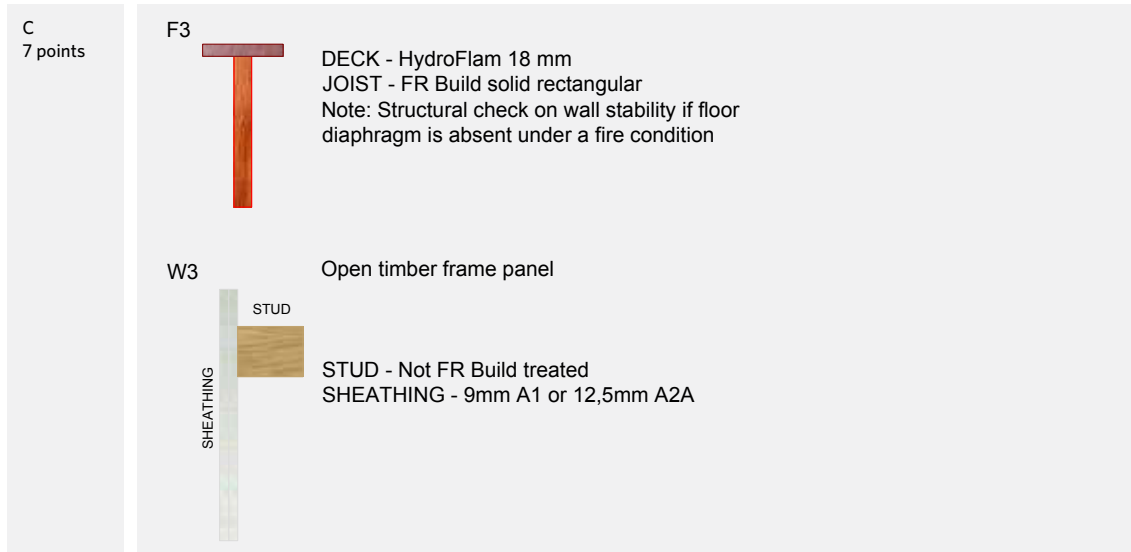 C
7 points
F3
DECK - HydroFlam 18 mm
JOIST - FR Build solid rectangular
Note: Structural check on wall stability if floor
diaphragm is absent under a fire condition
W3
Open timber frame panel
STUD
SHEATHING
STUD - Not FR Build treated
SHEATHING - 9mm A1 or 12,5mm A2A